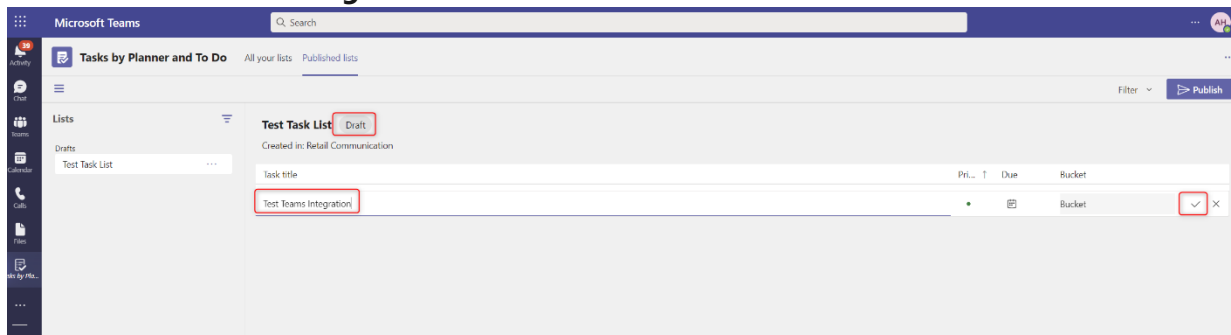 Microsoft Teams
Search
AH
39
Activity
Tasks by Planner and To Do
All your lists
Published lists
Chat
Filter
Publish
Teams
Lists
Test Task List
Draft
Drafts
Created in: Retail Communication
Calendar
Test Task List
Task title
Pri...
Due
Bucket
Calls
Test Teams Integration
Bucket
Files